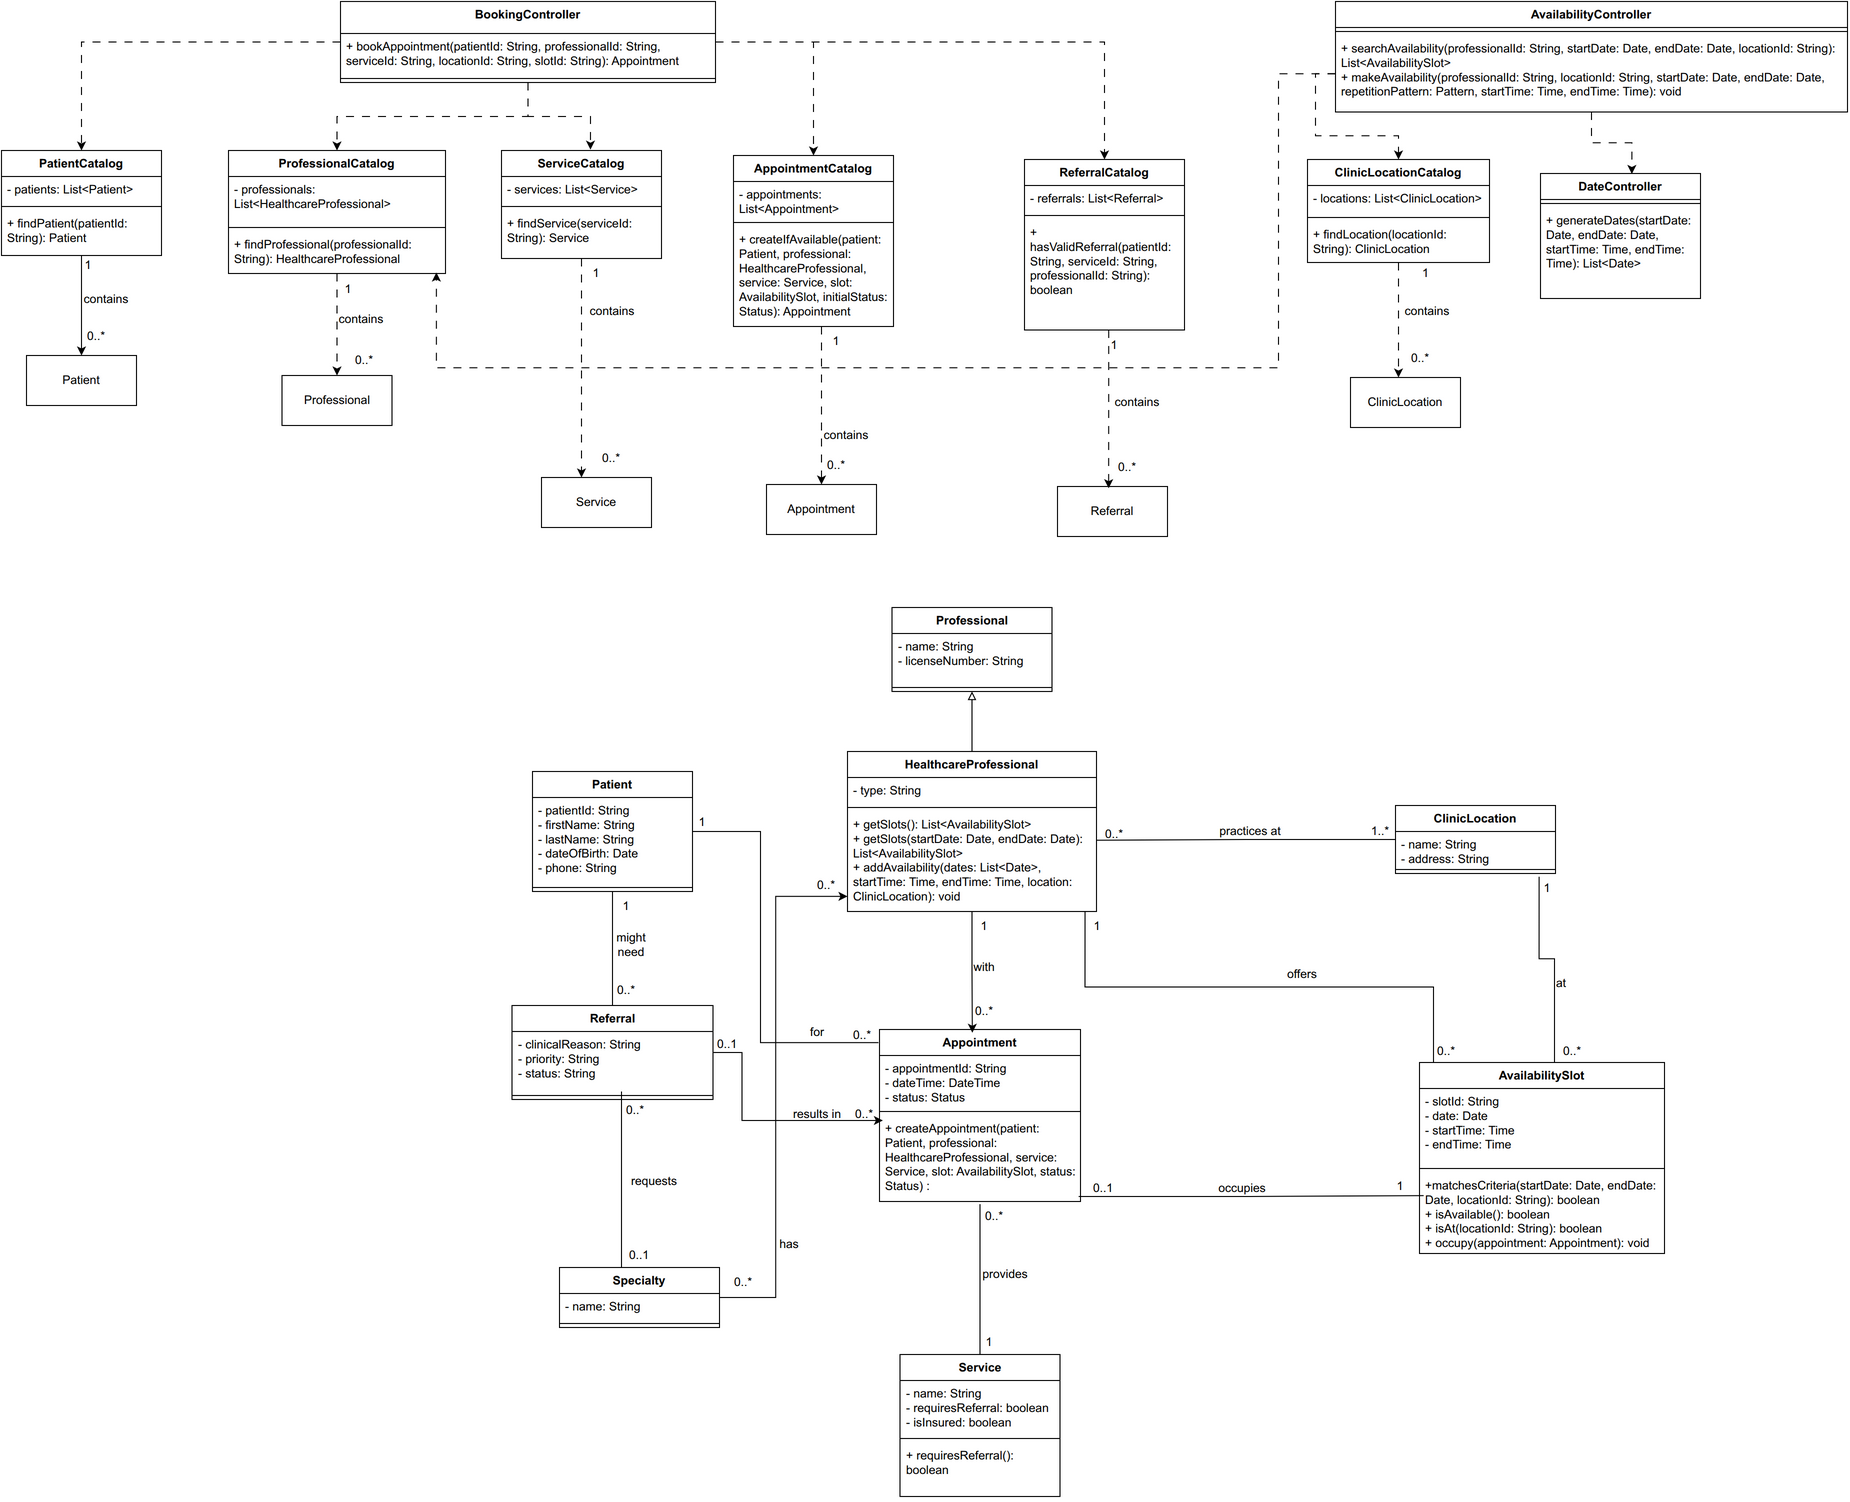 BookingController
+ bookAppointment(patientId: String, professionalId: String,
serviceId: String, locationId: String, slotId: String): Appointment
AvailabilityController
+ searchAvailability(professionalId: String, startDate: Date, endDate: Date, locationId: String):
List<AvailabilitySlot>
+ makeAvailability(professionalId: String, locationId: String, startDate: Date, endDate: Date,
repetitionPattern: Pattern, startTime: Time, endTime: Time): void
PatientCatalog
- patients: List<Patient>
+ findPatient(patientId:
String): Patient
1
contains
0..*
Patient
ProfessionalCatalog
- professionals:
List<HealthcareProfessional>
+ findProfessional(professionalId:
String): HealthcareProfessional
1
contains
0..*
Professional
ServiceCatalog
- services: List<Service>
+ findService(serviceId:
String): Service
1
contains
0..*
Service
AppointmentCatalog
- appointments:
List<Appointment>
+ createIfAvailable(patient:
Patient, professional:
HealthcareProfessional,
service: Service, slot:
AvailabilitySlot, initialStatus:
Status): Appointment
1
contains
0..*
Appointment
ReferralCatalog
- referrals: List<Referral>
+
hasValidReferral(patientId:
String, serviceId: String,
professionalId: String):
boolean
1
contains
0..*
Referral
ClinicLocationCatalog
- locations: List<ClinicLocation>
+ findLocation(locationId:
String): ClinicLocation
1
contains
0..*
ClinicLocation
DateController
+ generateDates(startDate:
Date, endDate: Date,
startTime: Time, endTime:
Time): List<Date>
Professional
- name: String
- licenseNumber: String
HealthcareProfessional
- type: String
+ getSlots(): List<AvailabilitySlot>
+ getSlots(startDate: Date, endDate: Date):
List<AvailabilitySlot>
+ addAvailability(dates: List<Date>,
startTime: Time, endTime: Time, location:
ClinicLocation): void
Patient
- patientId: String
- firstName: String
- lastName: String
- dateOfBirth: Date
- phone: String
1
1
might
need
0..*
0..*
0..*
practices at
1..*
ClinicLocation
- name: String
- address: String
1
at
0..*
1
with
0..*
1
offers
0..*
Referral
- clinicalReason: String
- priority: String
- status: String
0..1
for
0..*
results in
0..*
Appointment
- appointmentId: String
- dateTime: DateTime
- status: Status
+ createAppointment(patient:
Patient, professional:
HealthcareProfessional, service:
Service, slot: AvailabilitySlot, status:
Status) :
AvailabilitySlot
- slotId: String
- date: Date
- startTime: Time
- endTime: Time
+matchesCriteria(startDate: Date, endDate:
Date, locationId: String): boolean
+ isAvailable(): boolean
+ isAt(locationId: String): boolean
+ occupy(appointment: Appointment): void
0..1
occupies
1
0..*
requests
0..1
Specialty
- name: String
0..*
has
0..*
provides
1
Service
- name: String
- requiresReferral: boolean
- isInsured: boolean
+ requiresReferral():
boolean